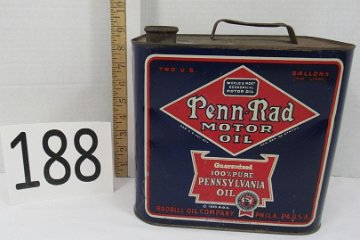 188
TWO U.S. GALLONS
WORLD'S MOST
ECONOMICAL
MOTOR OIL
Penn-Rad
MOTOR
OIL
Guaranteed
100% PURE
PENNSYLVANIA
OIL
RADBILL OIL COMPANY PHILA. PA. U.S.A.